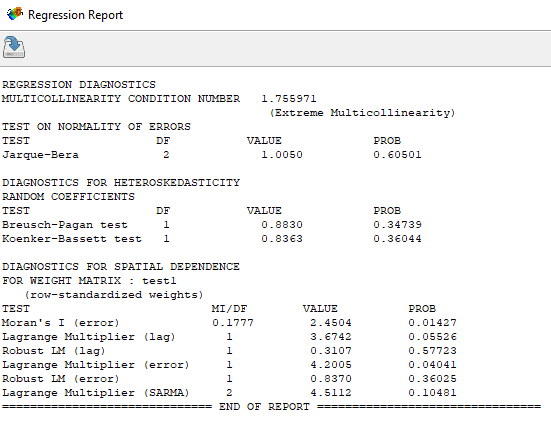 Regression Report
REGRESSION DIAGNOSTICS
MULTICOLLINEARITY CONDITION NUMBER   1.755971
                                      (Extreme Multicollinearity)
TEST ON NORMALITY OF ERRORS
TEST                  DF           VALUE             PROB
Jarque-Bera            2           1.0050            0.60501
DIAGNOSTICS FOR HETEROSKEDASTICITY
RANDOM COEFFICIENTS
TEST                  DF           VALUE             PROB
Breusch-Pagan test     1           0.8830            0.34739
Koenker-Bassett test   1           0.8363            0.36044
DIAGNOSTICS FOR SPATIAL DEPENDENCE
FOR WEIGHT MATRIX : test1
   (row-standardized weights)
TEST                          MI/DF        VALUE          PROB
Moran's I (error)             0.1777        2.4504        0.01427
Lagrange Multiplier (lag)       1           3.6742        0.05526
Robust LM (lag)                 1           0.3107        0.57723
Lagrange Multiplier (error)     1           4.2005        0.04041
Robust LM (error)               1           0.8370        0.36025
Lagrange Multiplier (SARMA)     2           4.5112        0.10481
============================== END OF REPORT ================================